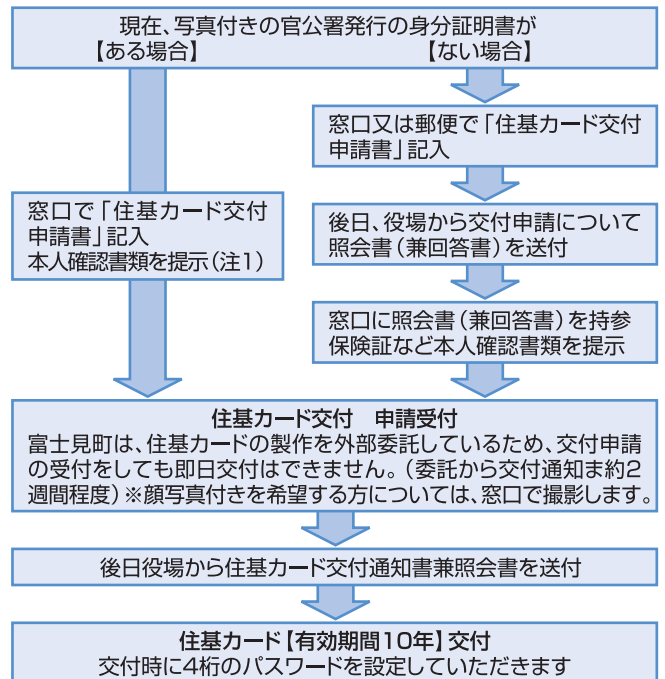 現在、写真付きの官公署発行の身分証明書が
【ある場合】 【ない場合】
窓口で「住基カード交付
申請書」記入
本人確認書類を提示（注1）
窓口又は郵便で「住基カード交付
申請書」記入
後日、役場から交付申請について
照会書（兼回答書）を送付
窓口に照会書（兼回答書）を持参
保険証など本人確認書類を提示
住基カード交付　申請受付
富士見町は、住基カードの製作を外部委託しているため、交付申請
の受付をしても即日交付はできません。（委託から交付通知ま約2
週間程度）※顔写真付きを希望する方については、窓口で撮影します。
後日役場から住基カード交付通知書兼照会書を送付
住基カード【有効期間10年】交付
交付時に4桁のパスワードを設定していただきます